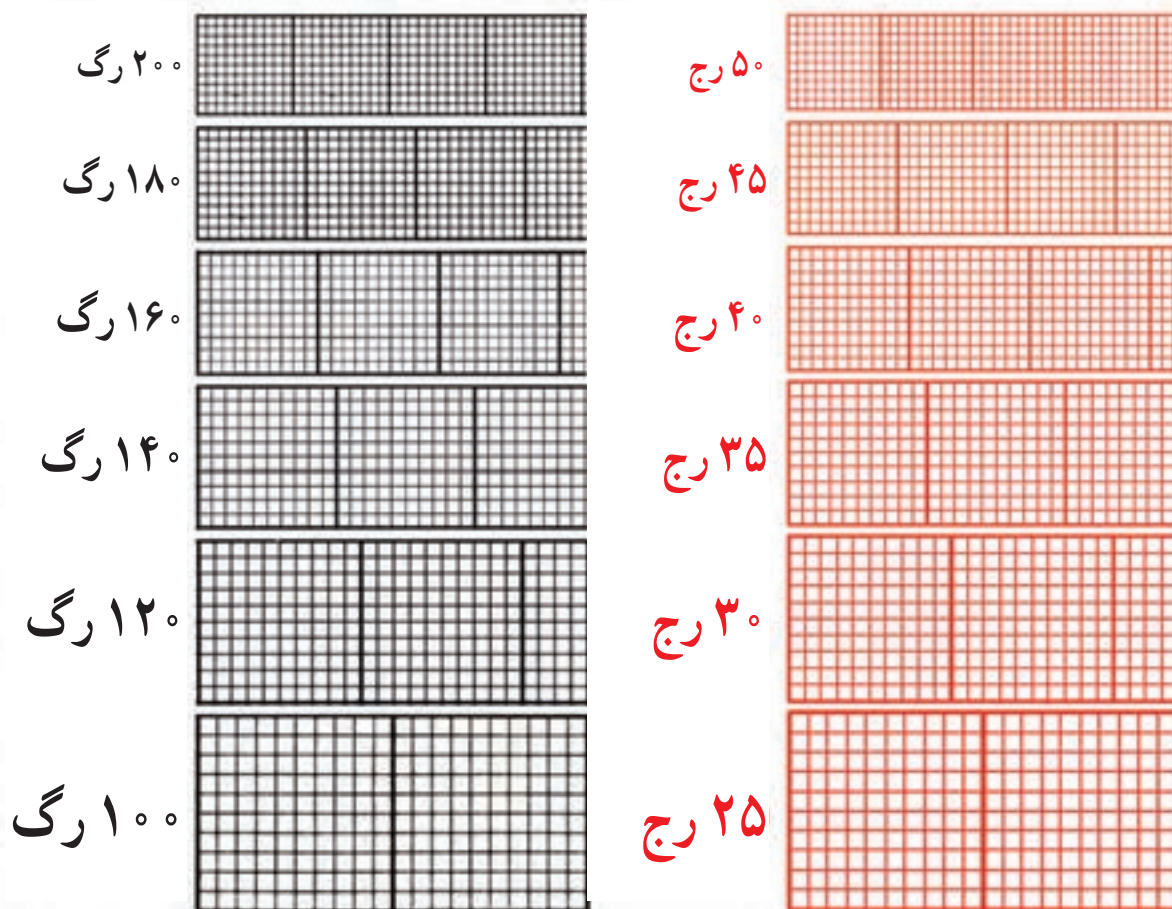 ۲۰۰ رگ
۱۸۰ رگ
۱۶۰ رگ
۱۴۰ رگ
۱۲۰ رگ
۱۰۰ رگ
۵۰ رج
۴۵ رج
۴۰ رج
۳۵ رج
۳۰ رج
۲۵ رج